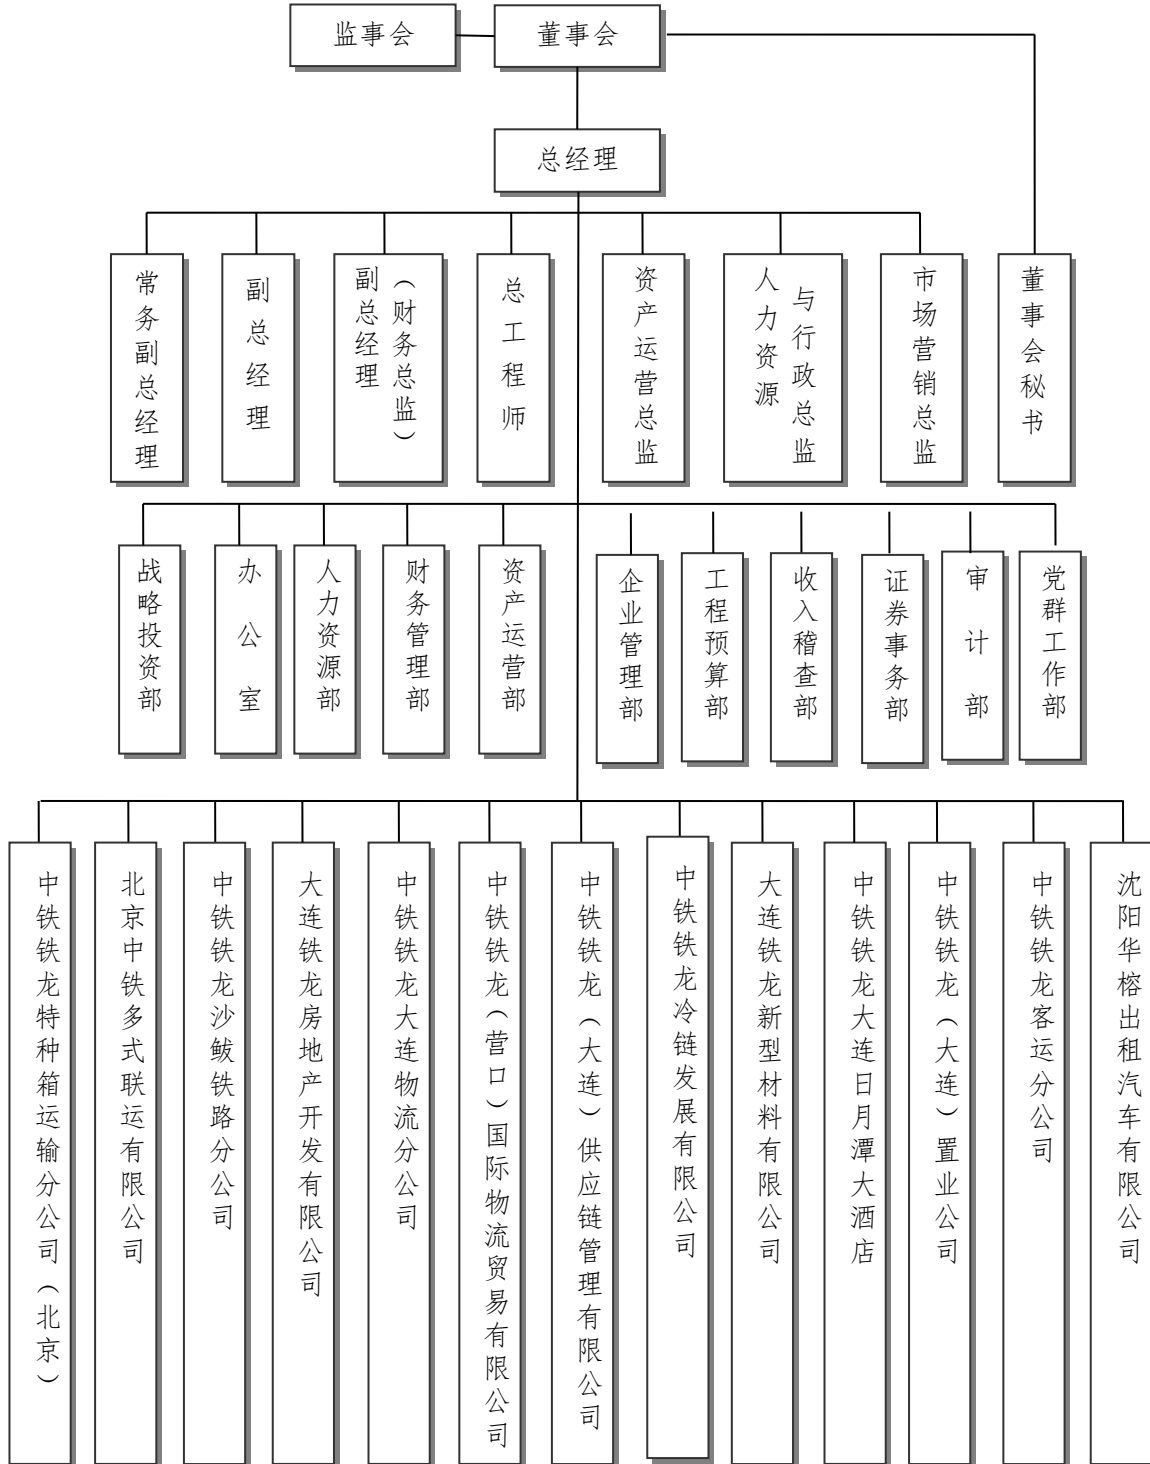 监事会
董事会
总经理
常务副总经理
副总经理
副总经理
（财务总监）
总工程师
资产运营总监
人力资源
与行政总监
市场营销总监
董事会秘书
战略投资部
办公室
人力资源部
财务管理部
资产运营部
企业管理部
工程预算部
收入稽查部
证券事务部
审计部
党群工作部
中铁铁龙特种箱运输分公司（北京）
北京中铁多式联运有限公司
中铁铁龙沙鲅铁路分公司
大连铁龙房地产开发有限公司
中铁铁龙大连物流分公司
中铁铁龙（营口）国际物流贸易有限公司
中铁铁龙（大连）供应链管理有限公司
中铁铁龙冷链发展有限公司
大连铁龙新型材料有限公司
中铁铁龙大连日月潭大酒店
中铁铁龙（大连）置业公司
中铁铁龙客运分公司
沈阳华榕出租汽车有限公司